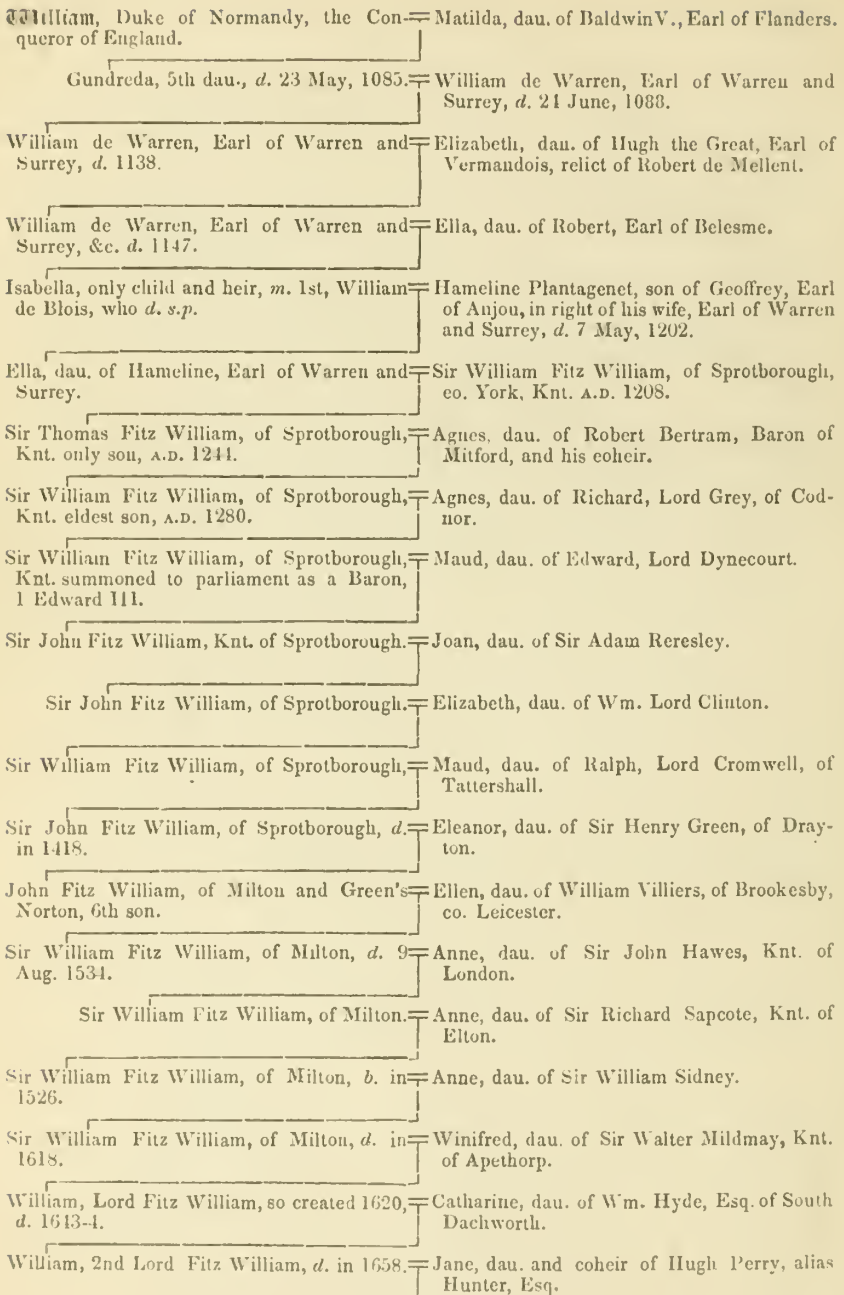 William, Duke of Normandy, the Con-
queror of England.
Matilda, dau. of Baldwin V., Earl of Flanders.
Gundreda, 5th dau., d. 23 May, 1085.
William de Warren, Earl of Warren and
Surrey, d. 21 June, 1088.
William de Warren, Earl of Warren and
Surrey, d. 1138.
Elizabeth, dau. of Hugh the Great, Earl of
Vermandois, relict of Robert de Mellent.
William de Warren, Earl of Warren and
Surrey, &c. d. 1147.
Ella, dau. of Robert, Earl of Belesme.
Isabella, only child and heir, m. 1st, William
de Blois, who d. s.p.
Hameline Plantagenet, son of Geoffrey, Earl
of Anjou, in right of his wife, Earl of Warren
and Surrey, d. 7 May, 1202.
Ella, dau. of Hameline, Earl of Warren and
Surrey.
Sir William Fitz William, of Sprotborough,
co. York, Knt. A.D. 1208.
Sir Thomas Fitz William, of Sprotborough,
Knt. only son, A.D. 1244.
Agnes, dau. of Robert Bertram, Baron of
Mitford, and his coheir.
Sir William Fitz William, of Sprotborough,
Knt. eldest son, A.D. 1280.
Agnes, dau. of Richard, Lord Grey, of Cod-
nor.
Sir William Fitz William, of Sprotborough,
Knt. summoned to parliament as a Baron,
1 Edward III.
Maud, dau. of Edward, Lord Dynecourt.
Sir John Fitz William, Knt. of Sprotborough.
Joan, dau. of Sir Adam Reresley.
Sir John Fitz William, of Sprotborough.
Elizabeth, dau. of Wm. Lord Clinton.
Sir William Fitz William, of Sprotborough,
Maud, dau. of Ralph, Lord Cromwell, of
Tattershall.
Sir John Fitz William, of Sprotborough, d.
in 1418.
Eleanor, dau. of Sir Henry Green, of Dray-
ton.
John Fitz William, of Milton and Green's
Norton, 6th son.
Ellen, dau. of William Villiers, of Brookesby,
co. Leicester.
Sir William Fitz William, of Milton, d. 9
Aug. 1534.
Anne, dau. of Sir John Hawes, Knt. of
London.
Sir William Fitz William, of Milton.
Anne, dau. of Sir Richard Sapcote, Knt. of
Elton.
Sir William Fitz William, of Milton, b. in
1526.
Anne, dau. of Sir William Sidney.
Sir William Fitz William, of Milton, d. in
1618.
Winifred, dau. of Sir Walter Mildmay, Knt.
of Apethorp.
William, Lord Fitz William, so created 1620,
d. 1643-4.
Catharine, dau. of Wm. Hyde, Esq. of South
Dachworth.
William, 2nd Lord Fitz William, d. in 1658.
Jane, dau. and coheir of Hugh Perry, alias
Hunter, Esq.